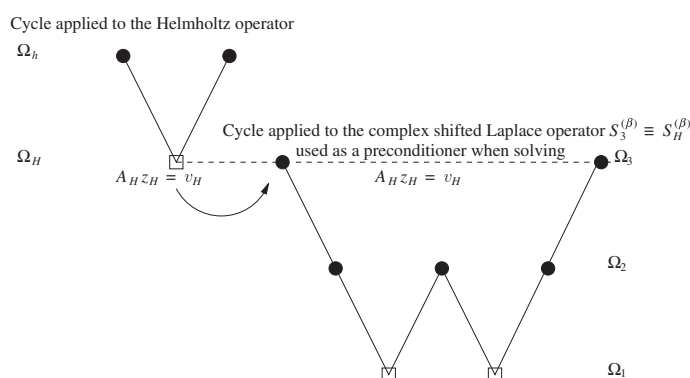 Cycle applied to the Helmholtz operator
Ω_h
Cycle applied to the complex shifted Laplace operator S_3^{(β)} ≡ S_H^{(β)}
Ω_H
used as a preconditioner when solving
Ω_3
A_H z_H = v_H
A_H z_H = v_H
Ω_2
Ω_1